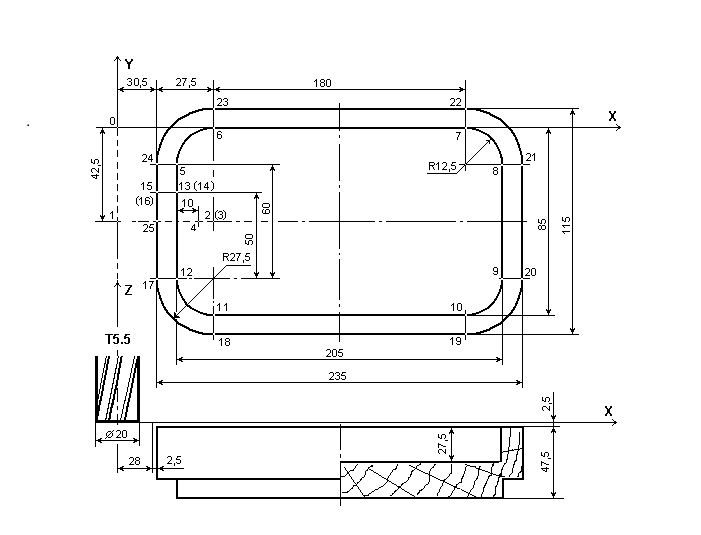 Y
30,5 27,5 180
23 22
0 X
6 7
24 21
R12,5
5 8
42,5
15 13 (14)
(16)
10
60
1 2 (3)
85
115
25 4
50
R27,5
12 9 20
17
Z
11 10
18 19
T5.5
205
235
2,5
X
Ø20
27,5
47,5
28 2,5